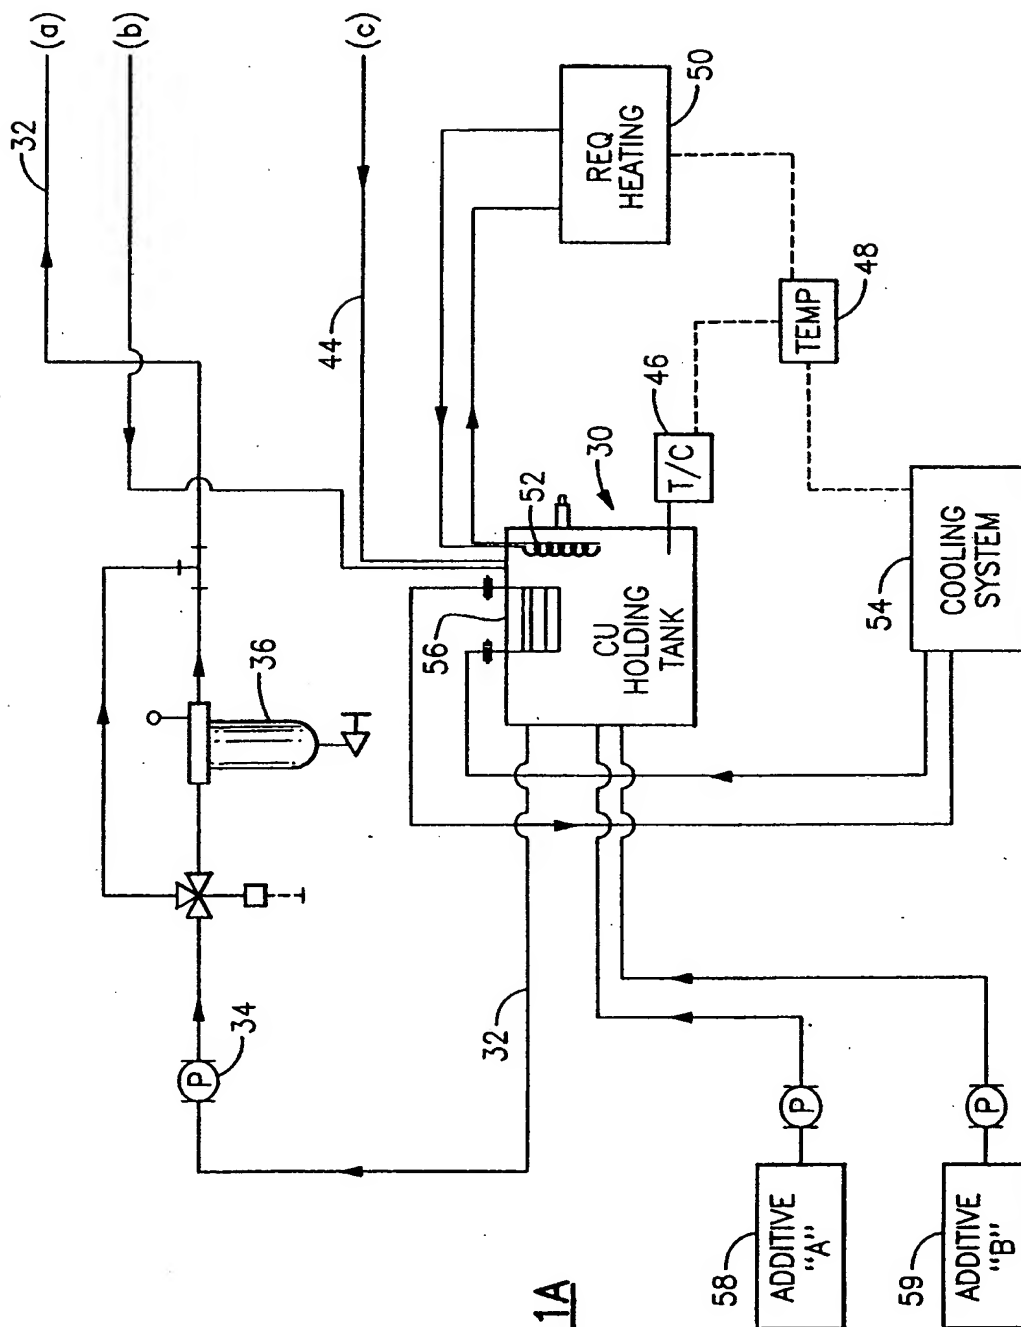 (a)
(b)
(c)
32
44
REQ
HEATING
50
TEMP
48
T/C
46
30
52
56
CU
HOLDING
TANK
COOLING
SYSTEM
54
36
P
34
32
P
ADDITIVE
"A"
58
P
ADDITIVE
"B"
59
1A